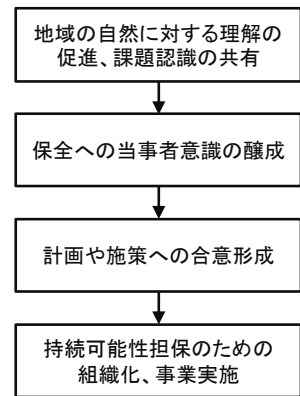 地域の自然に対する理解の
促進、課題認識の共有
保全への当事者意識の醸成
計画や施策への合意形成
持続可能性担保のための
組織化、事業実施